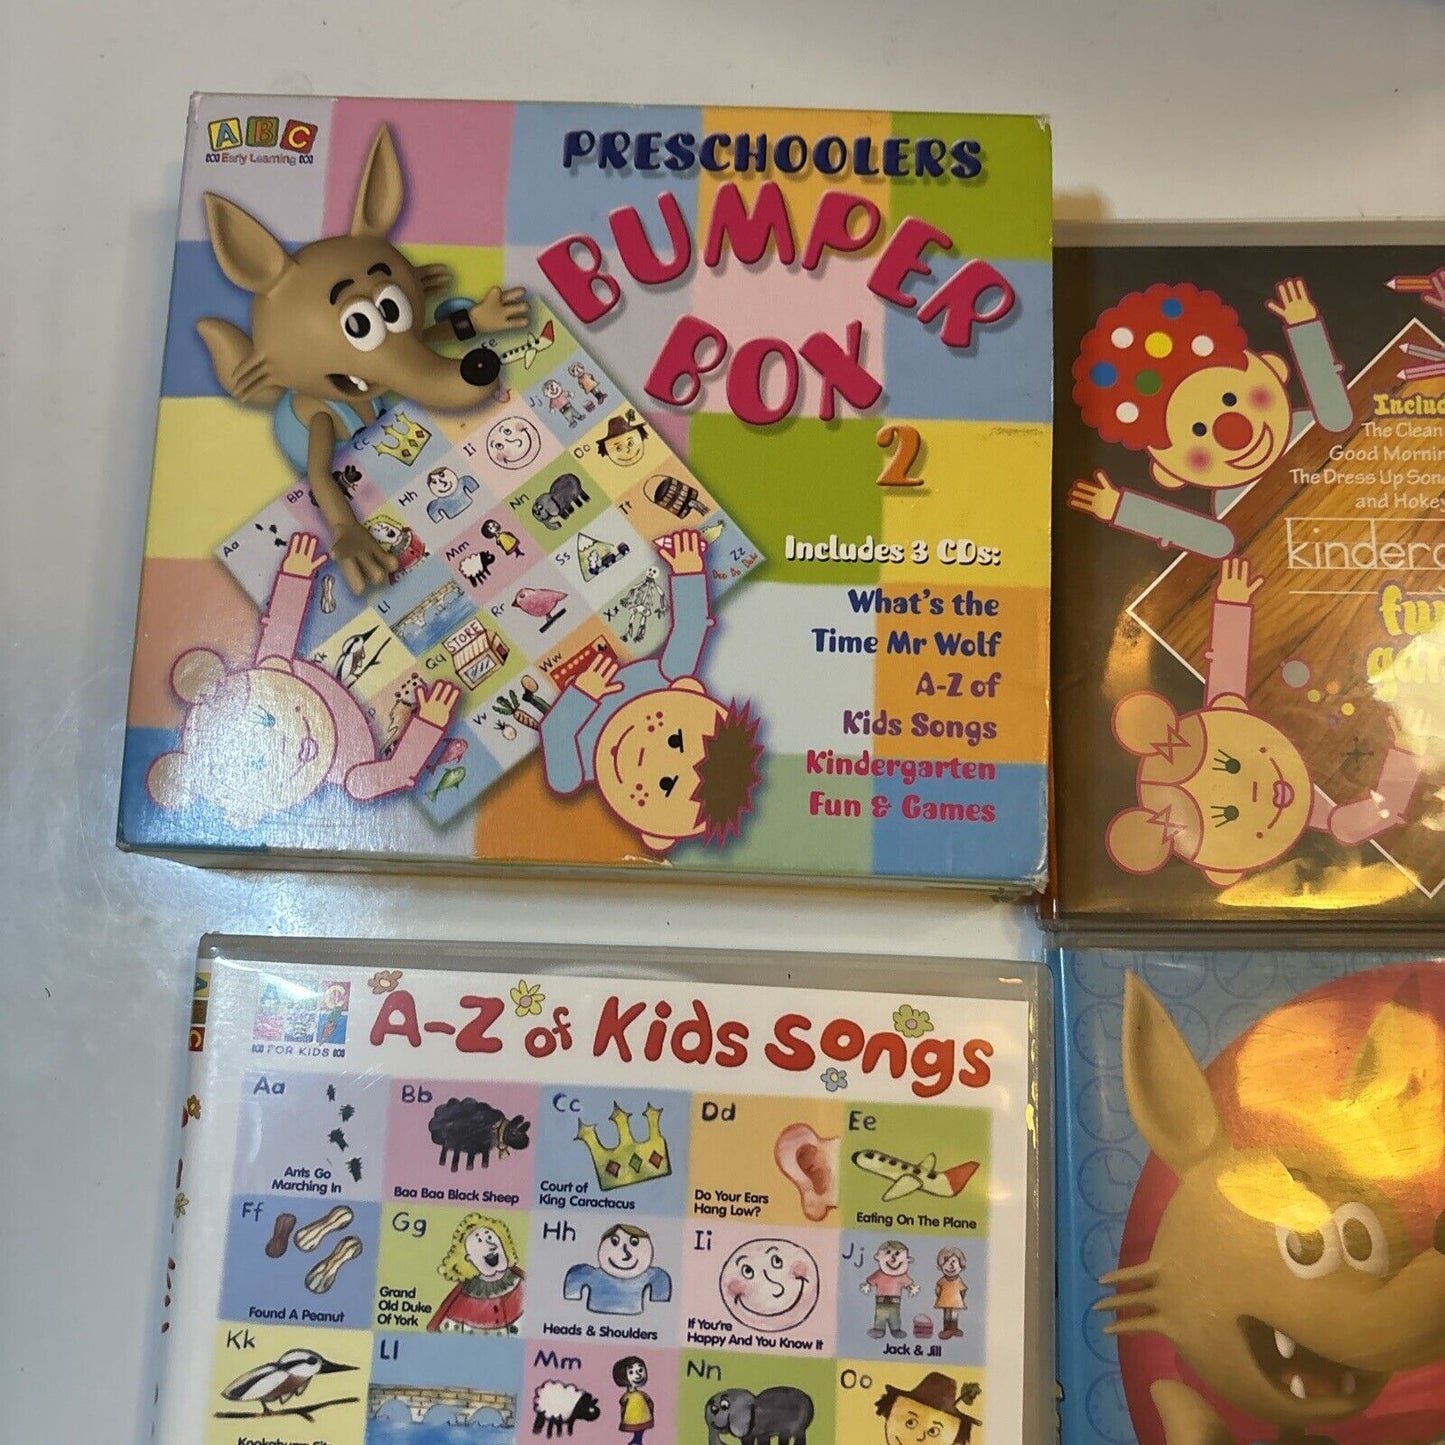 ABC
Early Learning
PRESCHOOLERS
BUMPER
BOX
2
Includes 3 CDs:
What's the
Time Mr Wolf
A-Z of
Kids Songs
Kindergarten
Fun & Games
Aa
Bb
Cc
Ee
Hh
Ii
Jj
Kk
Ll
Mm
Nn
Oo
Qq
STORE
Rr
Ss
Tt
Ww
Xx
Zz
The Clean
Good Mornin
The Dress Up Son
and Hokey
FOR KIDS
A-Z of Kids Songs
Aa
Ants Go
Marching In
Bb
Baa Baa Black Sheep
Cc
Court of
King Caractacus
Dd
Do Your Ears
Hang Low?
Ee
Eating On The Plane
Ff
Found A Peanut
Gg
Grand
Old Duke
Of York
Hh
Heads & Shoulders
Ii
If You're
Happy And You Know It
Jj
Jack & Jill
Kk
Ll
Mm
Nn
Oo